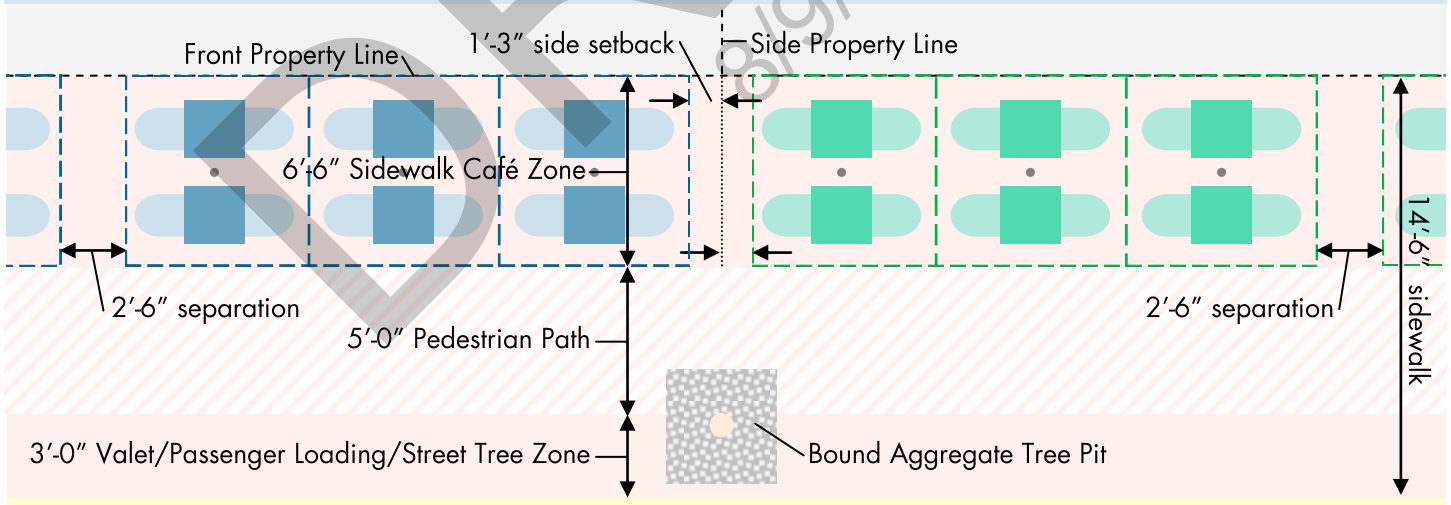 Front Property Line
1’-3” side setback
Side Property Line
6’-6” Sidewalk Café Zone
2’-6” separation
2’-6” separation
5’-0” Pedestrian Path
14’-6” sidewalk
3’-0” Valet/Passenger Loading/Street Tree Zone
Bound Aggregate Tree Pit
8/9/